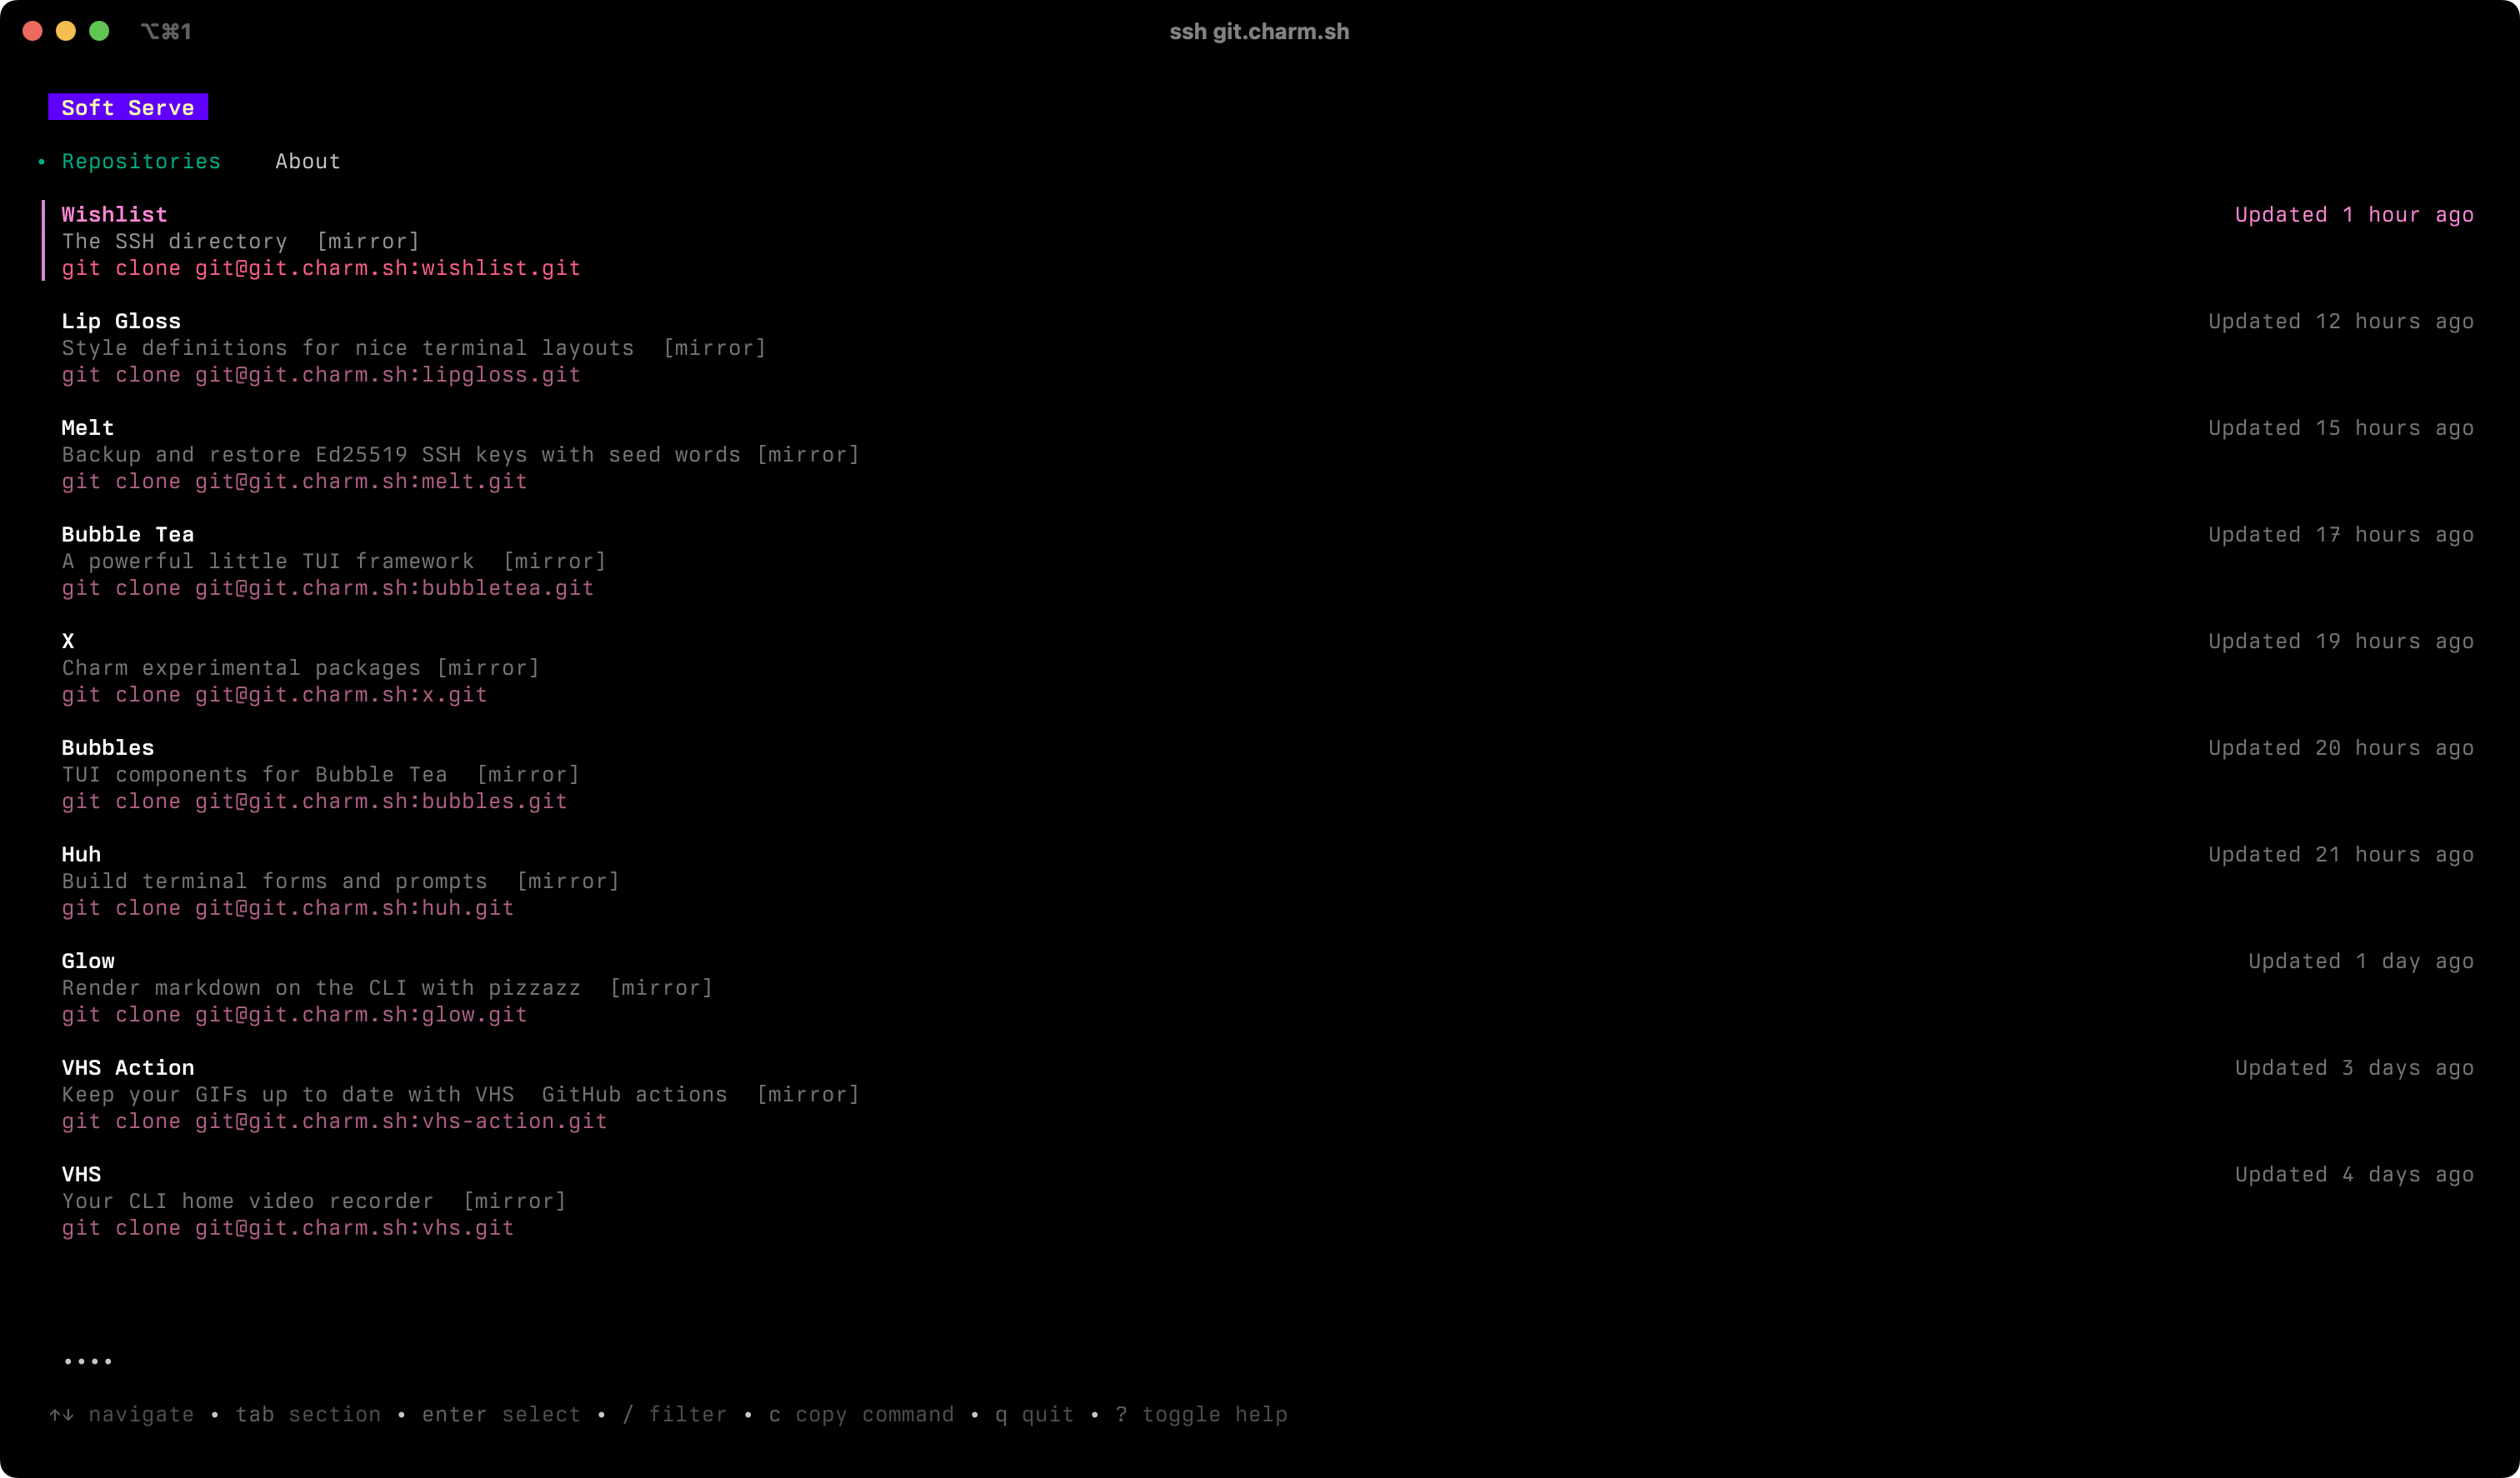 ⌥⌘1 ssh git.charm.sh
Soft Serve
• Repositories About
Wishlist Updated 1 hour ago
The SSH directory [mirror]
git clone git@git.charm.sh:wishlist.git
Lip Gloss Updated 12 hours ago
Style definitions for nice terminal layouts [mirror]
git clone git@git.charm.sh:lipgloss.git
Melt Updated 15 hours ago
Backup and restore Ed25519 SSH keys with seed words [mirror]
git clone git@git.charm.sh:melt.git
Bubble Tea Updated 17 hours ago
A powerful little TUI framework [mirror]
git clone git@git.charm.sh:bubbletea.git
X Updated 19 hours ago
Charm experimental packages [mirror]
git clone git@git.charm.sh:x.git
Bubbles Updated 20 hours ago
TUI components for Bubble Tea [mirror]
git clone git@git.charm.sh:bubbles.git
Huh Updated 21 hours ago
Build terminal forms and prompts [mirror]
git clone git@git.charm.sh:huh.git
Glow Updated 1 day ago
Render markdown on the CLI with pizzazz [mirror]
git clone git@git.charm.sh:glow.git
VHS Action Updated 3 days ago
Keep your GIFs up to date with VHS GitHub actions [mirror]
git clone git@git.charm.sh:vhs-action.git
VHS Updated 4 days ago
Your CLI home video recorder [mirror]
git clone git@git.charm.sh:vhs.git
••••
↑↓ navigate • tab section • enter select • / filter • c copy command • q quit • ? toggle help